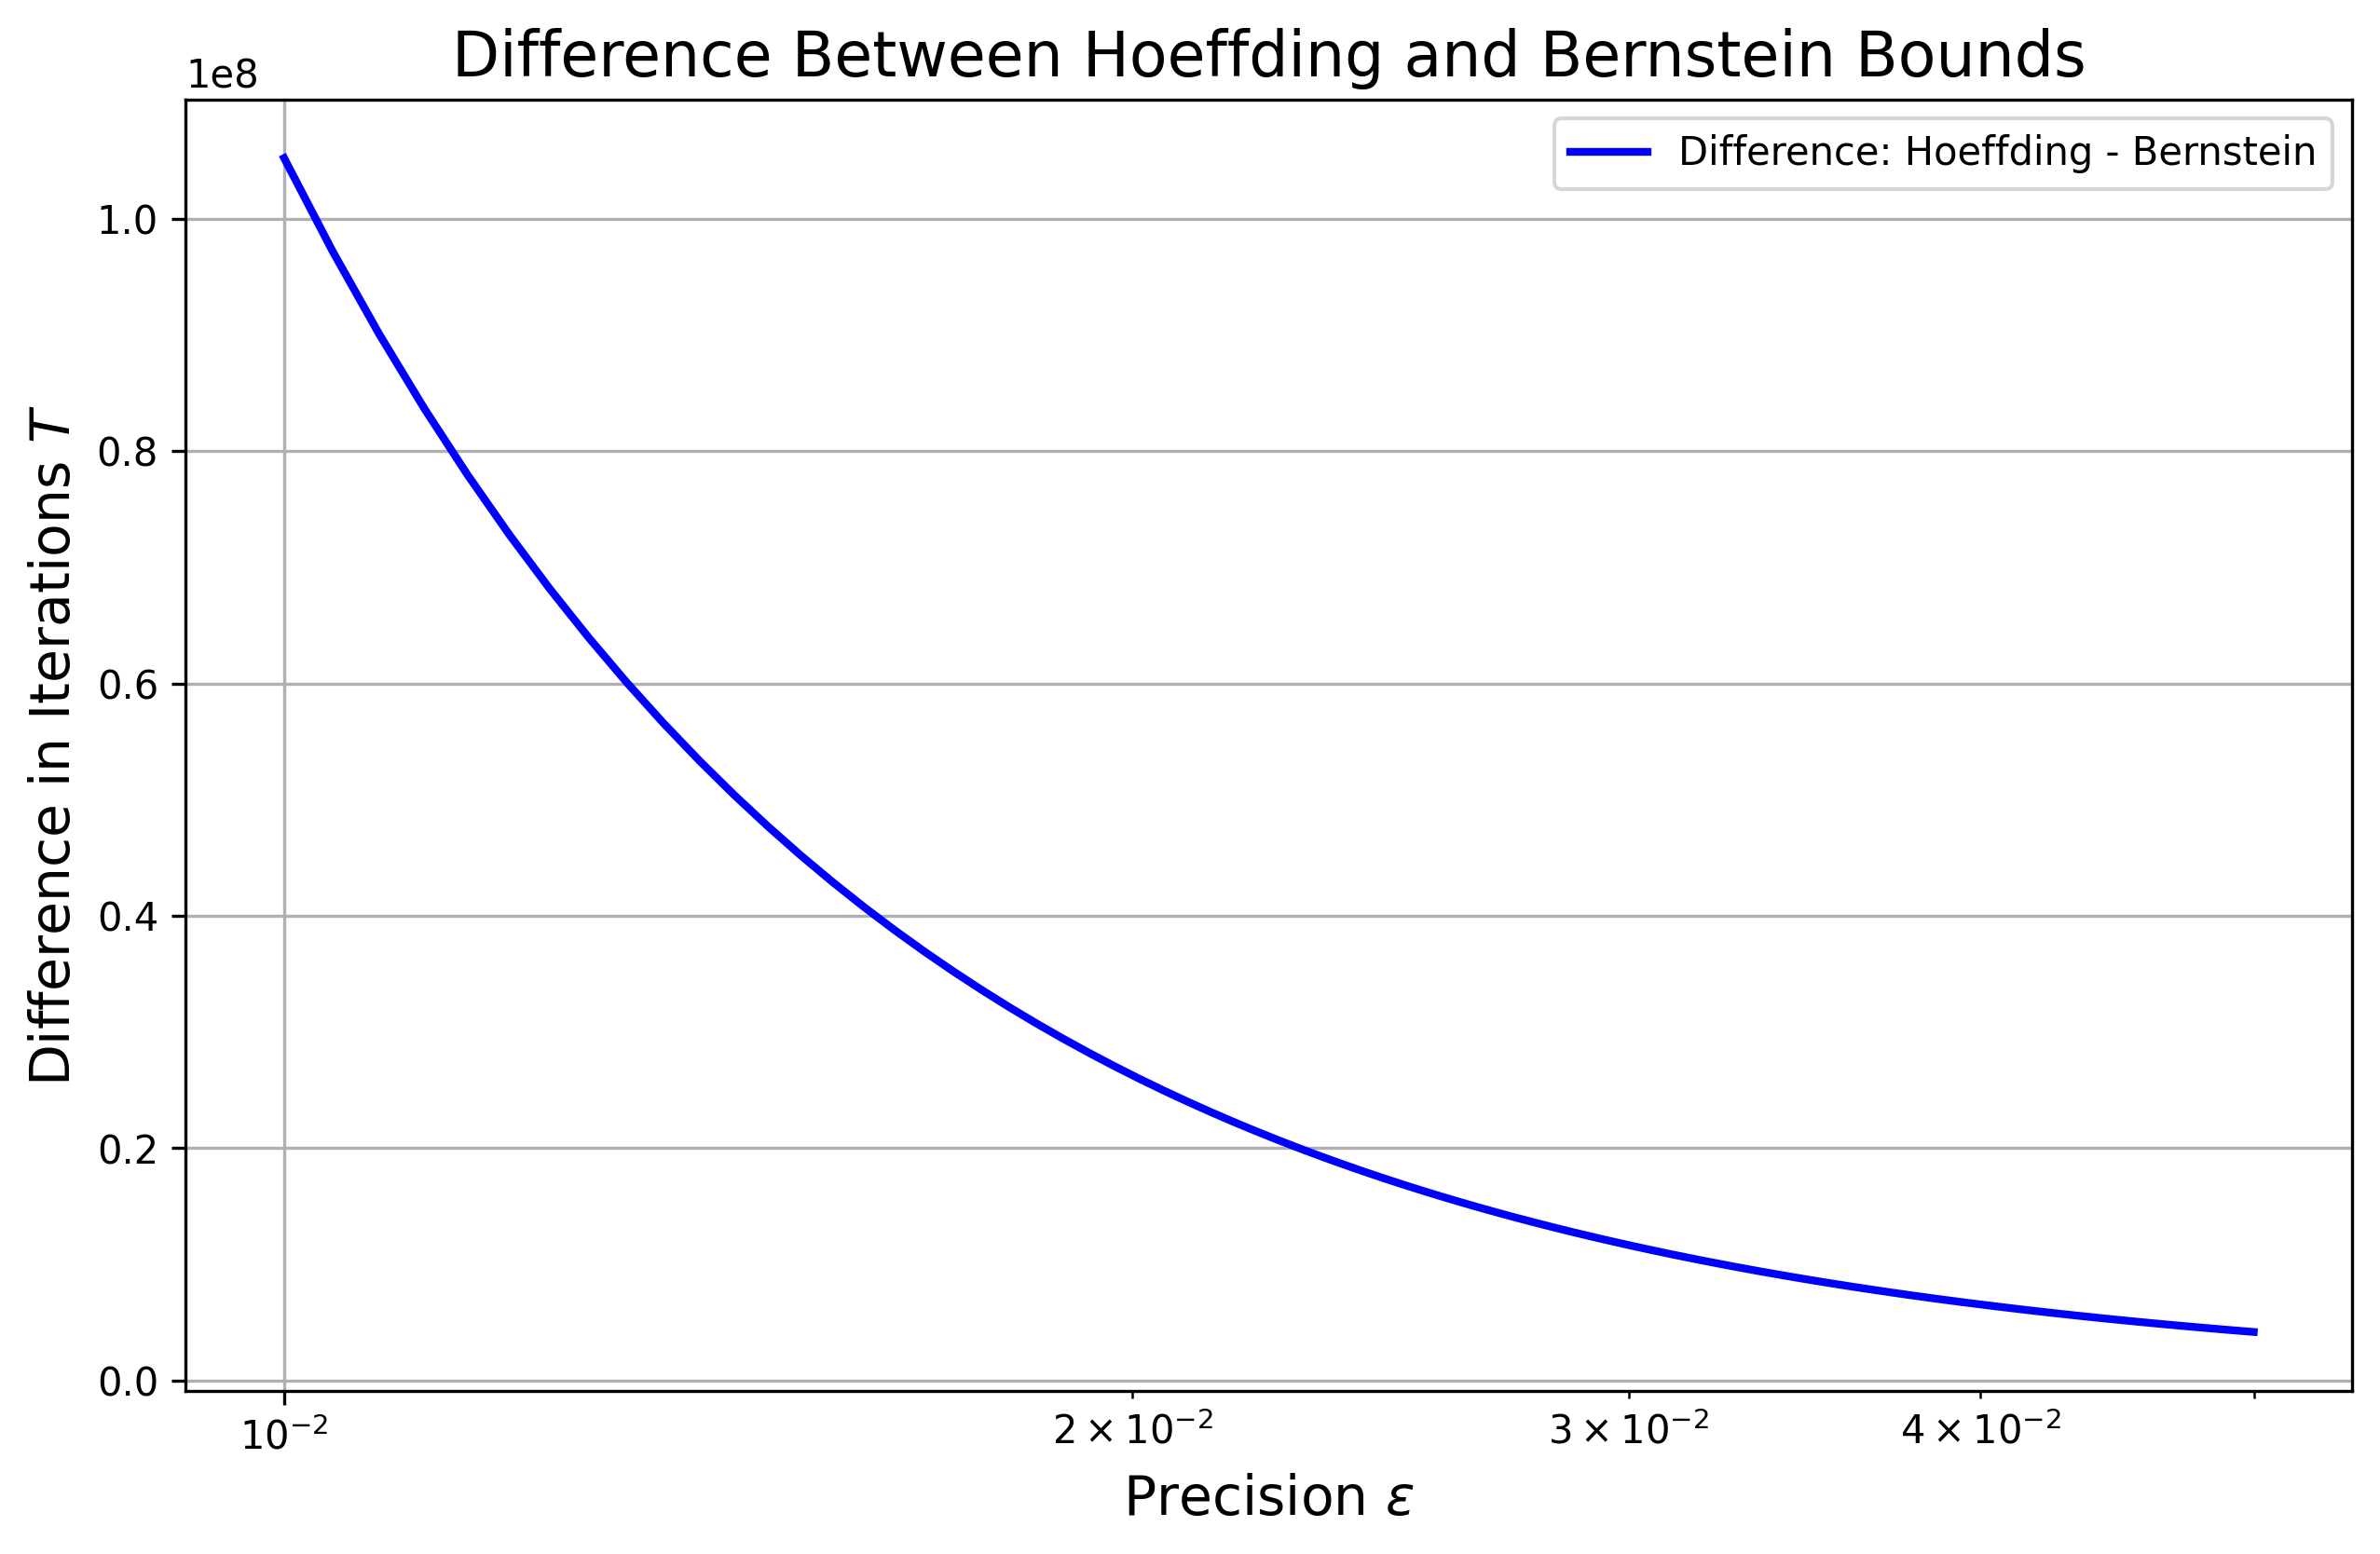 Difference Between Hoeffding and Bernstein Bounds
1e8
Difference: Hoeffding - Bernstein
1.0
0.8
0.6
0.4
0.2
0.0
Difference in Iterations T
10⁻²
2 × 10⁻²
3 × 10⁻²
4 × 10⁻²
Precision ε